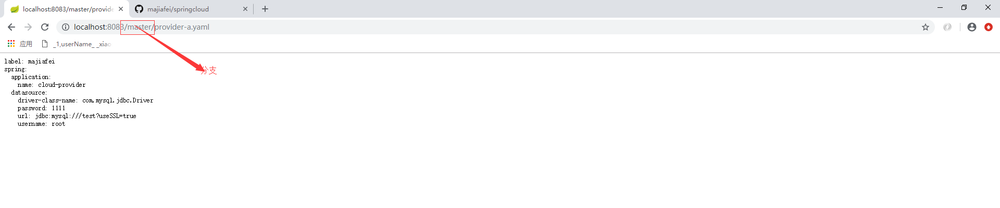 localhost:8083/master/provide
majiafei/springcloud
localhost:8083/master/provider-a.yaml
应用
_1,userName_ _xiao
分支
label: majiafei
spring:
  application:
    name: cloud-provider
  datasource:
    driver-class-name: com.mysql.jdbc.Driver
    password: 1111
    url: jdbc:mysql:///test?useSSL=true
    username: root